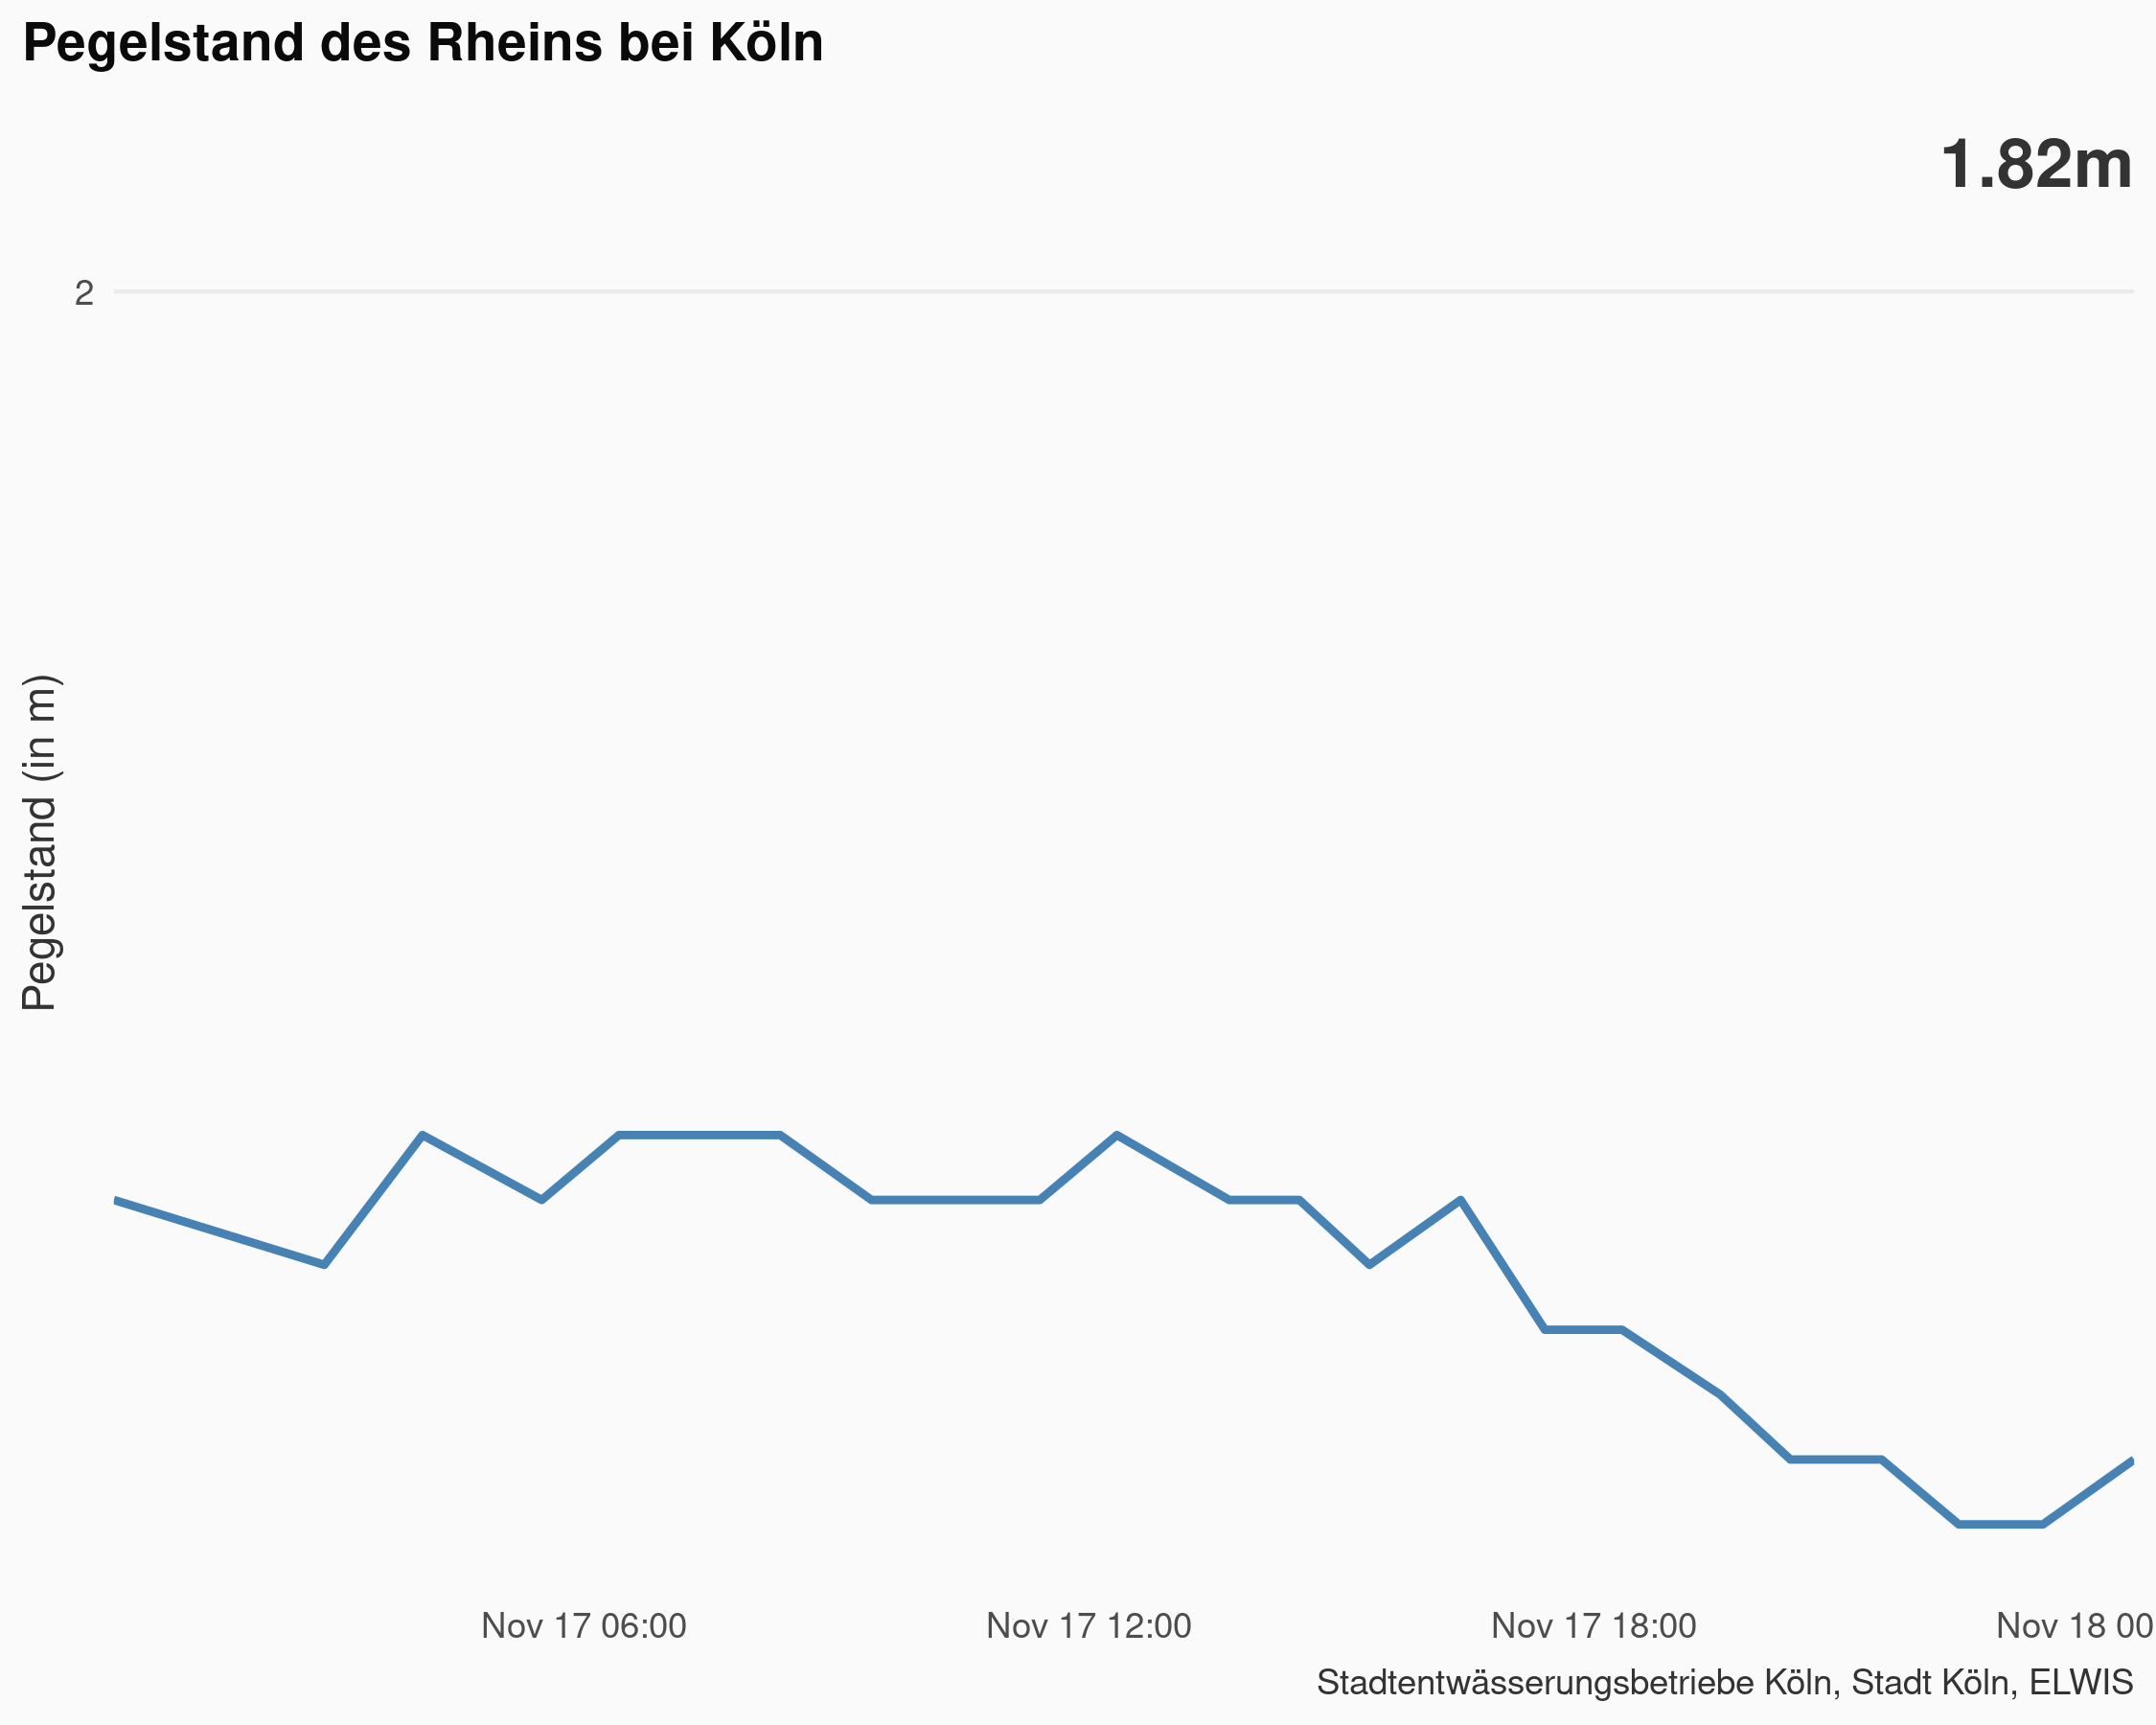 Pegelstand des Rheins bei Köln
1.82m
2
Pegelstand (in m)
Nov 17 06:00
Nov 17 12:00
Nov 17 18:00
Nov 18 00
Stadtentwässerungsbetriebe Köln, Stadt Köln, ELWIS